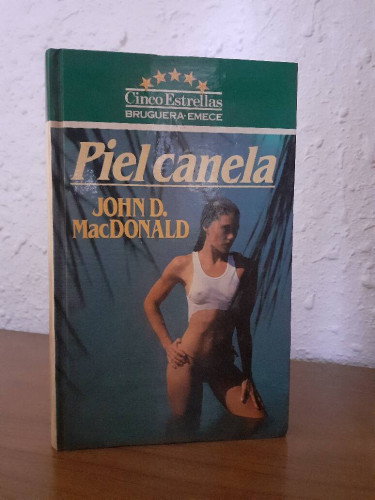 Cinco Estrellas
BRUGUERA-EMECE
Piel canela
JOHN D.
MacDONALD